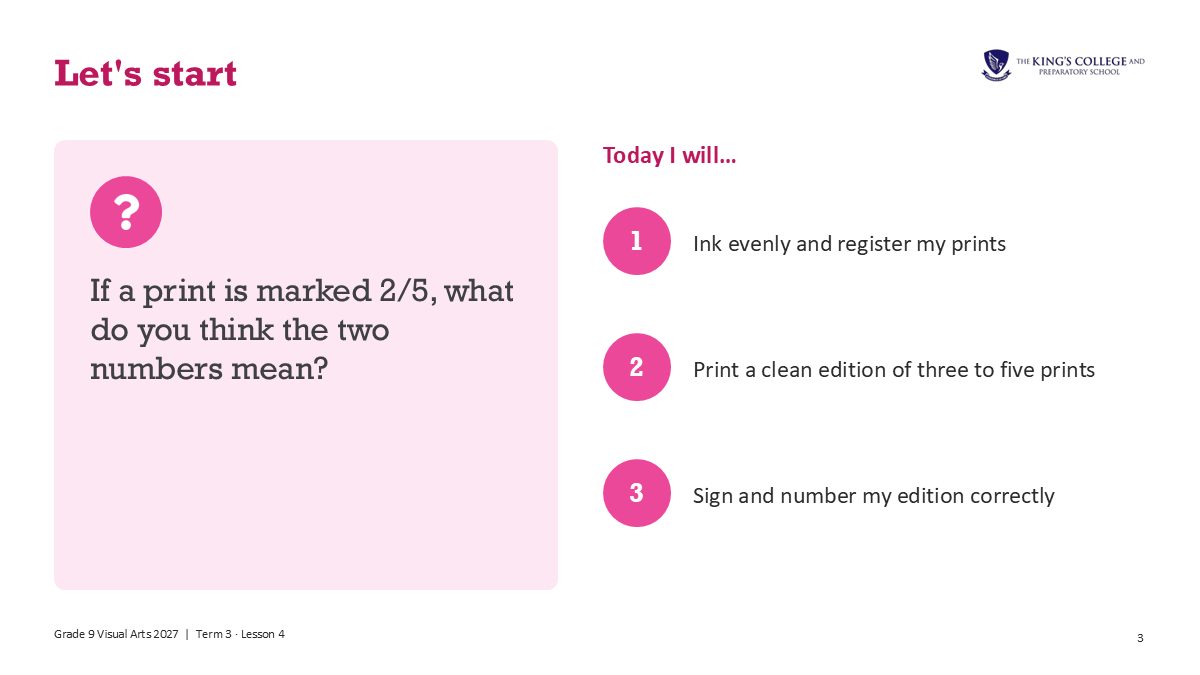 Let's start
THE KING'S COLLEGE AND
PREPARATORY SCHOOL
?
If a print is marked 2/5, what
do you think the two
numbers mean?
Today I will...
1
Ink evenly and register my prints
2
Print a clean edition of three to five prints
3
Sign and number my edition correctly
Grade 9 Visual Arts 2027 | Term 3 · Lesson 4
3